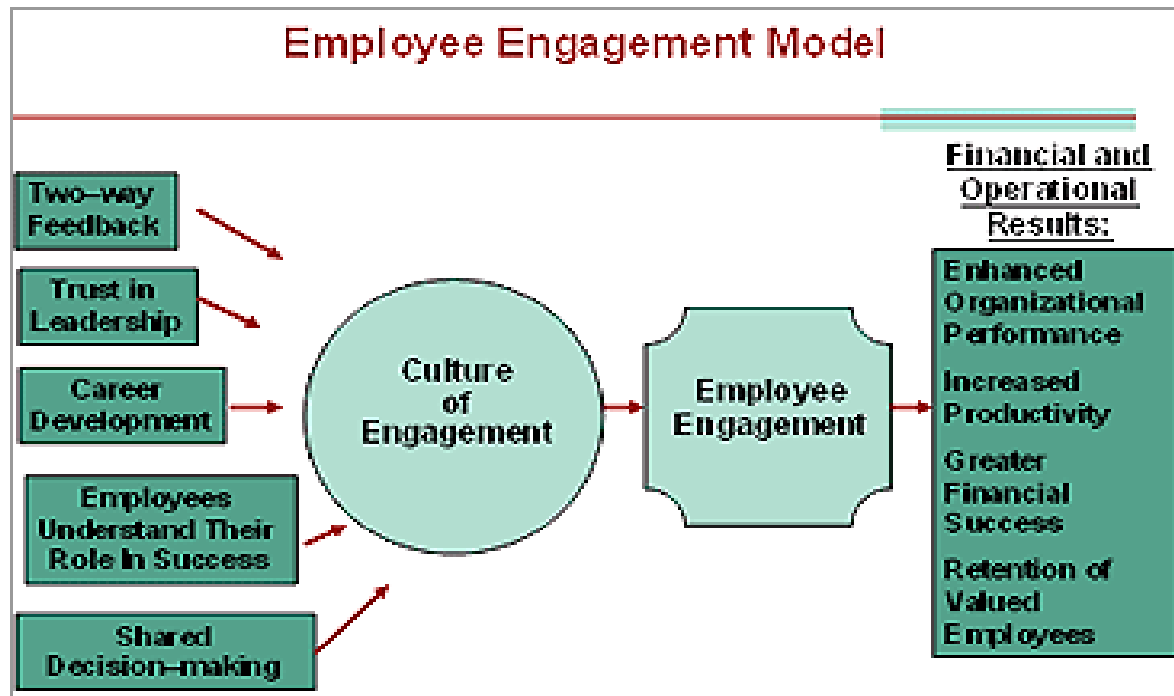 Employee Engagement Model
Two-way
Feedback
Trust in
Leadership
Career
Development
Employees
Understand Their
Role In Success
Shared
Decision-making
Culture
of
Engagement
Employee
Engagement
Financial and
Operational
Results:
Enhanced
Organizational
Performance
Increased
Productivity
Greater
Financial
Success
Retention of
Valued
Employees